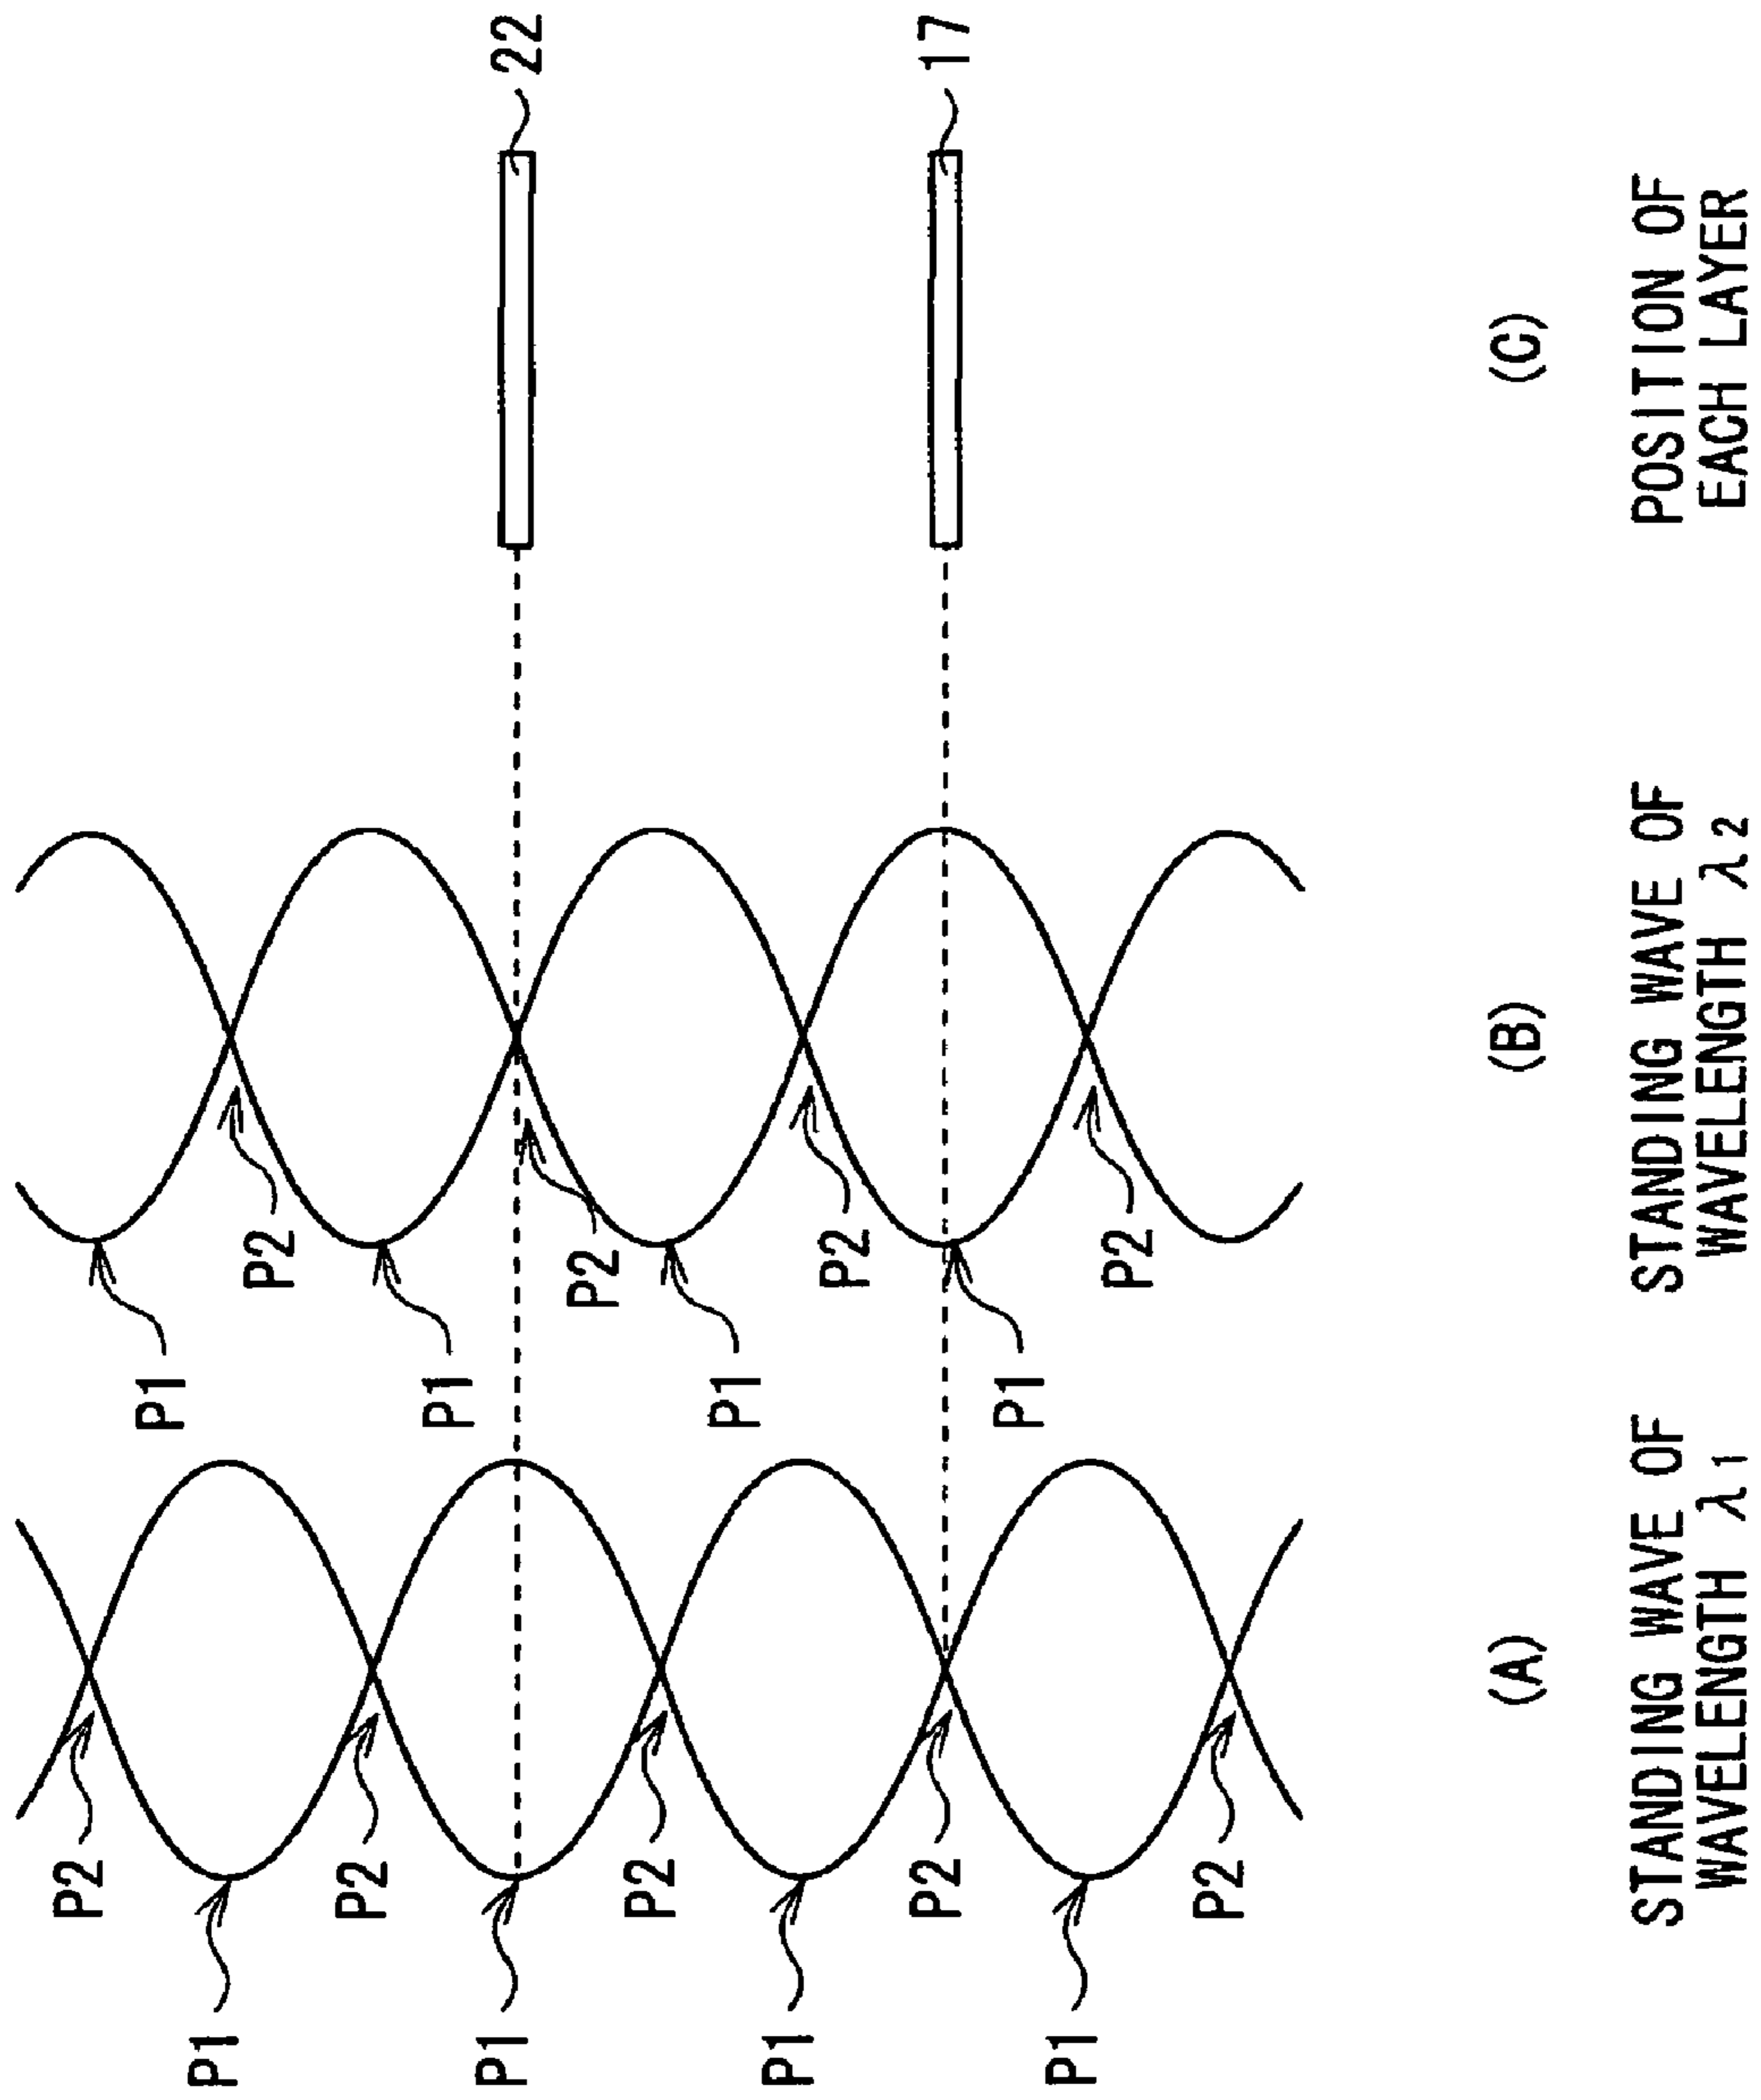 P2
P1
P2
P1
P2
P1
P2
P1
P2
P1
P2
P1
P2
P1
P2
P1
P2
22
17
(A)
STANDING WAVE OF
WAVELENGTH λ1
(B)
STANDING WAVE OF
WAVELENGTH λ2
(C)
POSITION OF
EACH LAYER